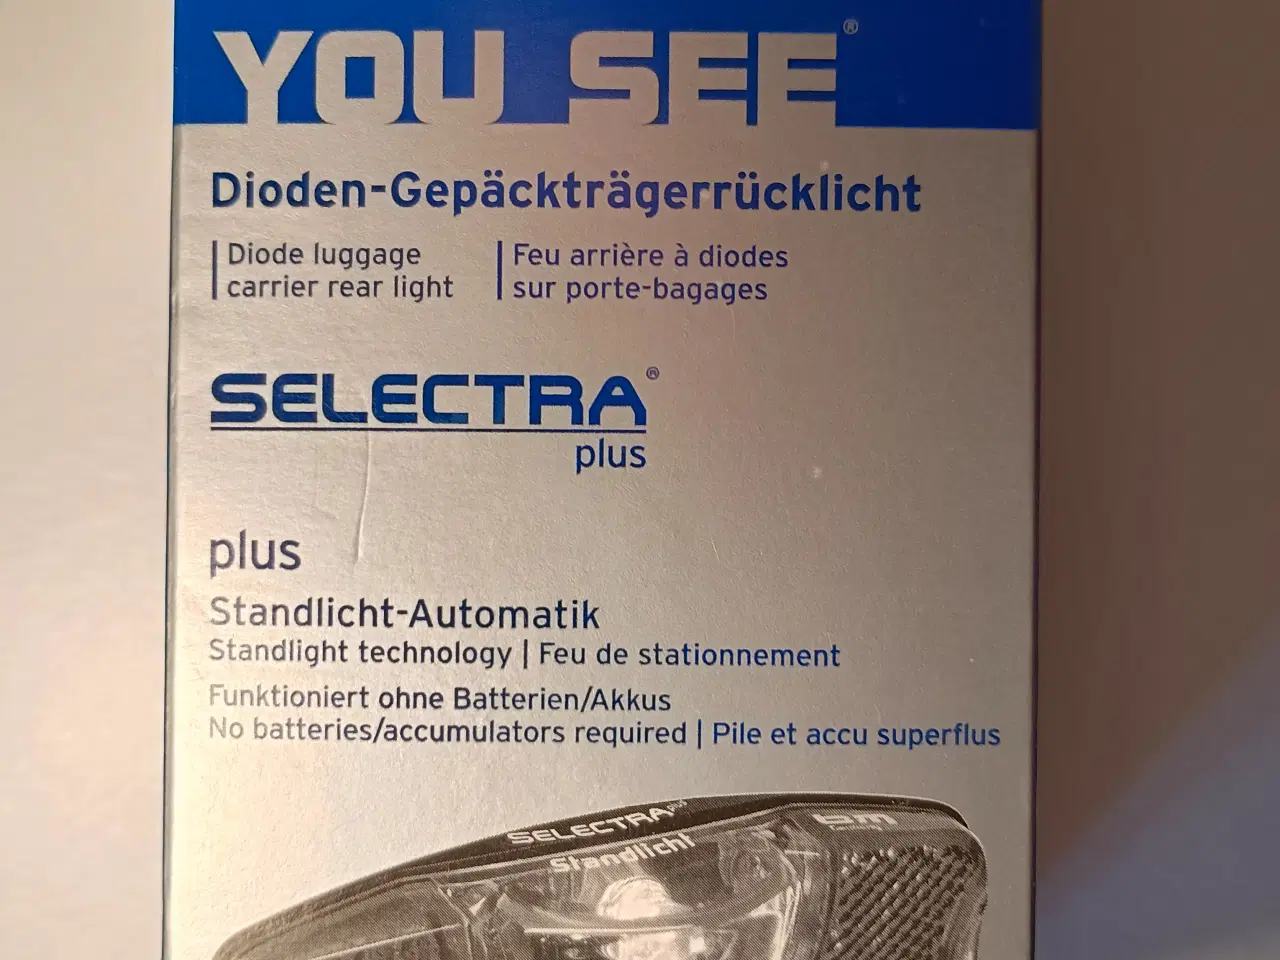 YOU SEE®
Dioden-Gepäckträgerrücklicht
Diode luggage
carrier rear light
Feu arrière à diodes
sur porte-bagages
SELECTRA®
plus
plus
Standlicht-Automatik
Standlight technology | Feu de stationnement
Funktioniert ohne Batterien/Akkus
No batteries/accumulators required | Pile et accu superflus
SELECTRA plus
Standlicht
bm